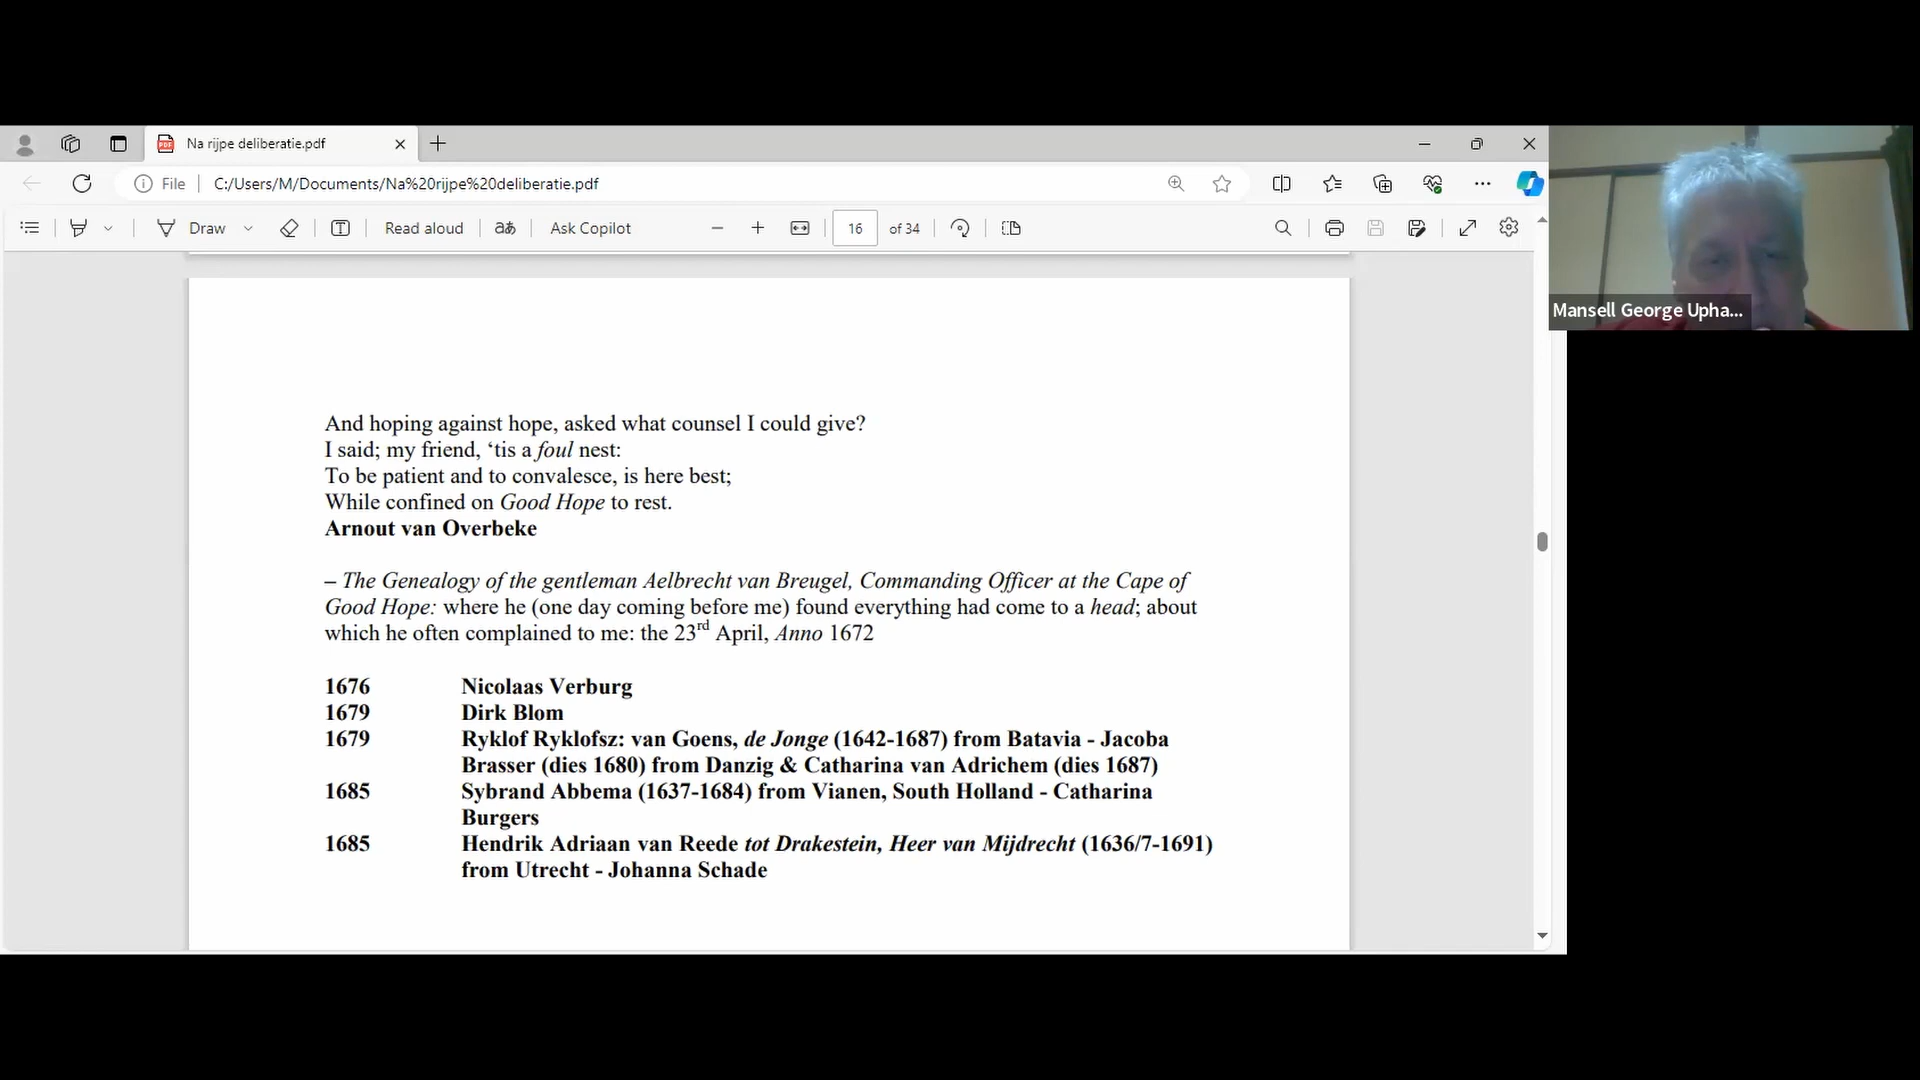 Na rijpe deliberatie.pdf
File
C:/Users/M/Documents/Na%20rijpe%20deliberatie.pdf
Draw
Read aloud
aあ
Ask Copilot
16 of 34
Mansell George Upha...
And hoping against hope, asked what counsel I could give?
I said; my friend, ‘tis a foul nest:
To be patient and to convalesce, is here best;
While confined on Good Hope to rest.
Arnout van Overbeke
– The Genealogy of the gentleman Aelbrecht van Breugel, Commanding Officer at the Cape of
Good Hope: where he (one day coming before me) found everything had come to a head; about
which he often complained to me: the 23rd April, Anno 1672
1676 Nicolaas Verburg
1679 Dirk Blom
1679 Ryklof Ryklofsz: van Goens, de Jonge (1642-1687) from Batavia - Jacoba
Brasser (dies 1680) from Danzig & Catharina van Adrichem (dies 1687)
1685 Sybrand Abbema (1637-1684) from Vianen, South Holland - Catharina
Burgers
1685 Hendrik Adriaan van Reede tot Drakestein, Heer van Mijdrecht (1636/7-1691)
from Utrecht - Johanna Schade